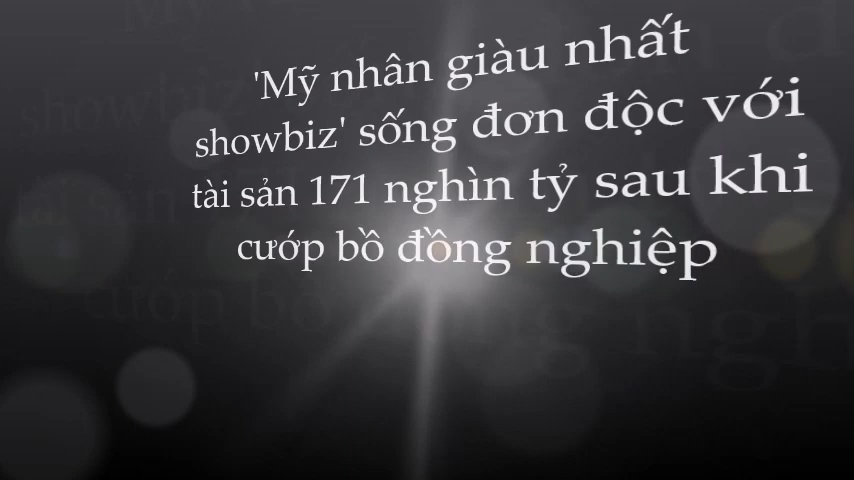 'Mỹ nhân giàu nhất
showbiz' sống đơn độc với
tài sản 171 nghìn tỷ sau khi
cướp bồ đồng nghiệp